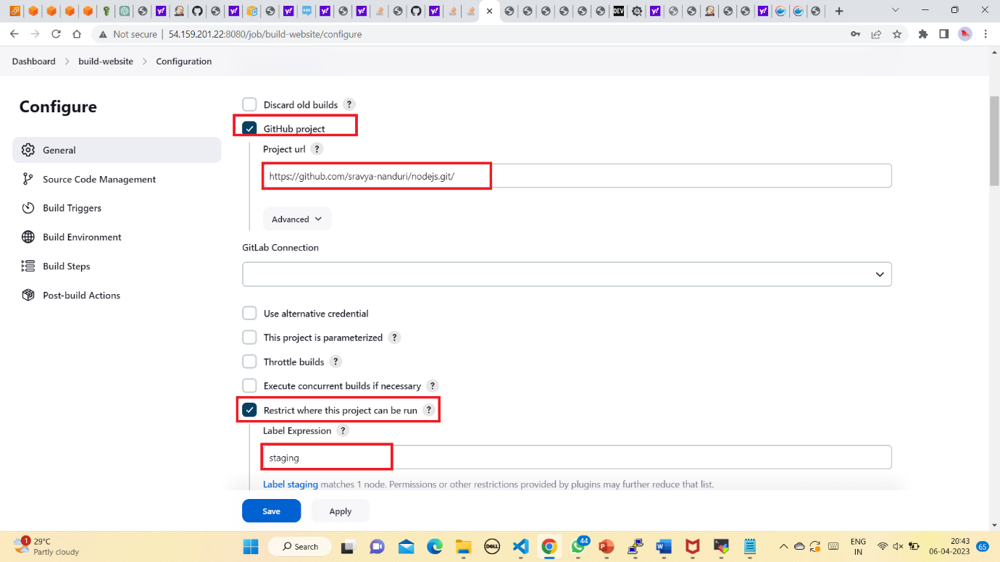 Not secure | 54.159.201.22:8080/job/build-website/configure
Dashboard > build-website > Configuration
Configure
General
Source Code Management
Build Triggers
Build Environment
Build Steps
Post-build Actions
Discard old builds ?
GitHub project
Project url ?
https://github.com/sravya-nanduri/nodejs.git/
Advanced
GitLab Connection
Use alternative credential
This project is parameterized ?
Throttle builds ?
Execute concurrent builds if necessary ?
Restrict where this project can be run ?
Label Expression ?
staging
Label staging matches 1 node. Permissions or other restrictions provided by plugins may further reduce that list.
Save
Apply
1
29°C
Partly cloudy
Search
DELL
44
ENG
IN
20:43
06-04-2023
65